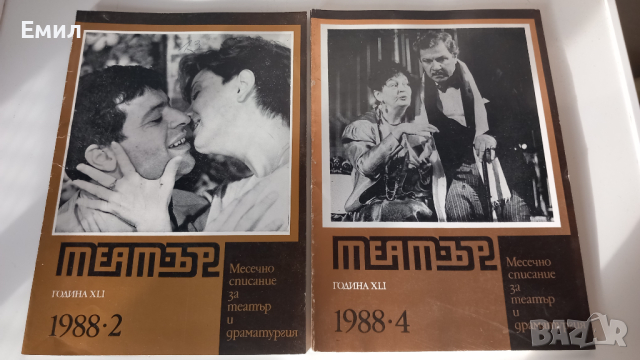 Емил
ТЕАТЪР
ГОДИНА XLI
1988·2
Месечно
списание
за
театър
и
драматургия
ТЕАТЪР
ГОДИНА XLI
1988·4
Месечно
списание
за
театър
и
BAZAR